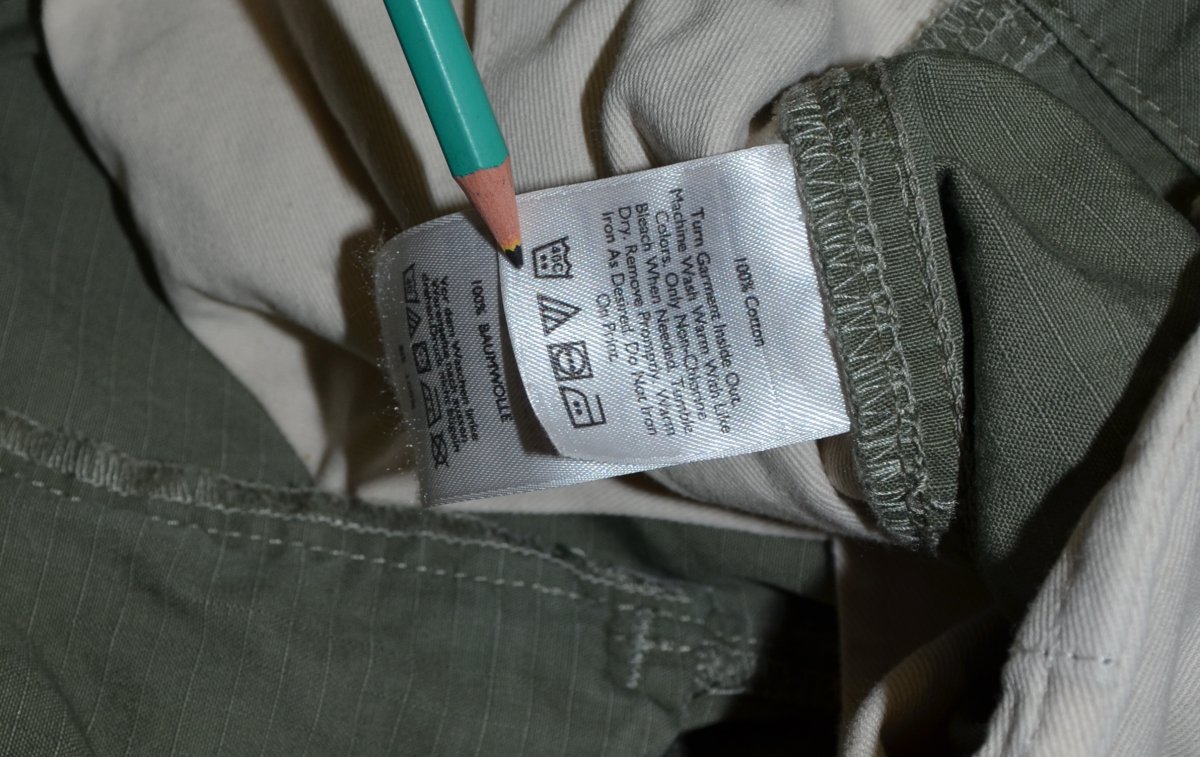 100% Cotton
Turn Garment Inside Out,
Machine Wash Warm With Like
Colors. Only Non-Chlorine
Bleach When Needed. Tumble
Dry, Remove Promptly, Warm
Iron As Desired, Do Not Iron
On Print.
100% BAUMWOLLE